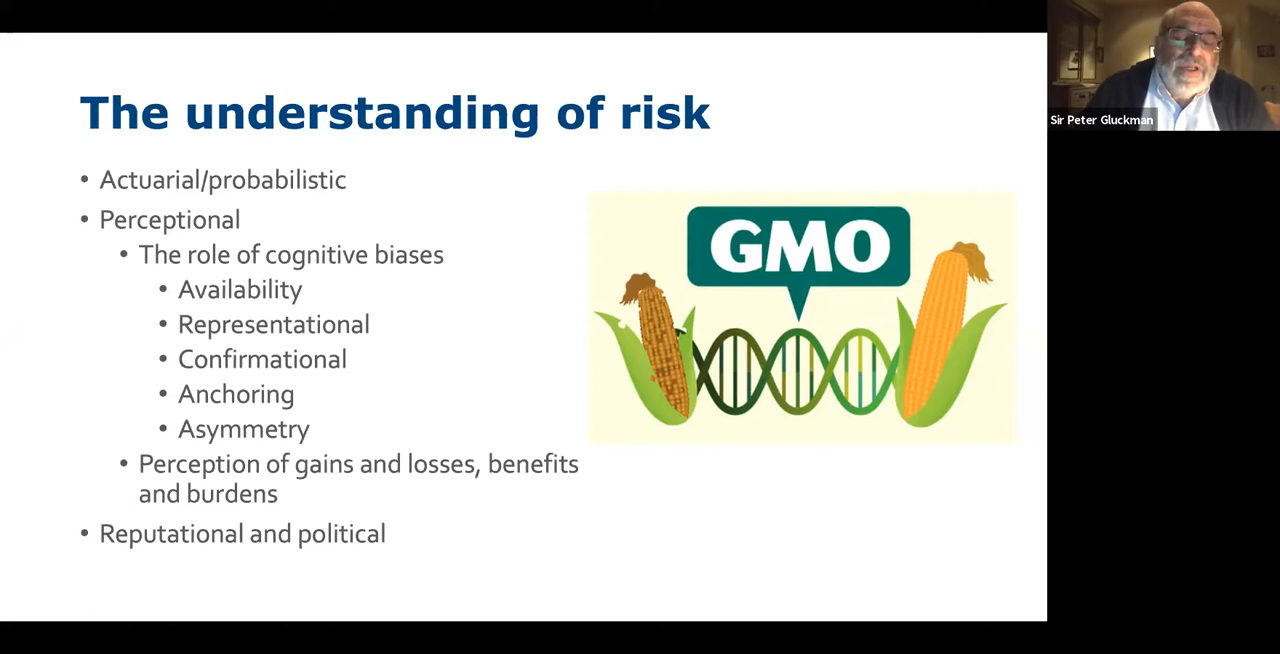 The understanding of risk
• Actuarial/probabilistic
• Perceptional
• The role of cognitive biases
• Availability
• Representational
• Confirmational
• Anchoring
• Asymmetry
• Perception of gains and losses, benefits
and burdens
• Reputational and political
GMO
Sir Peter Gluckman